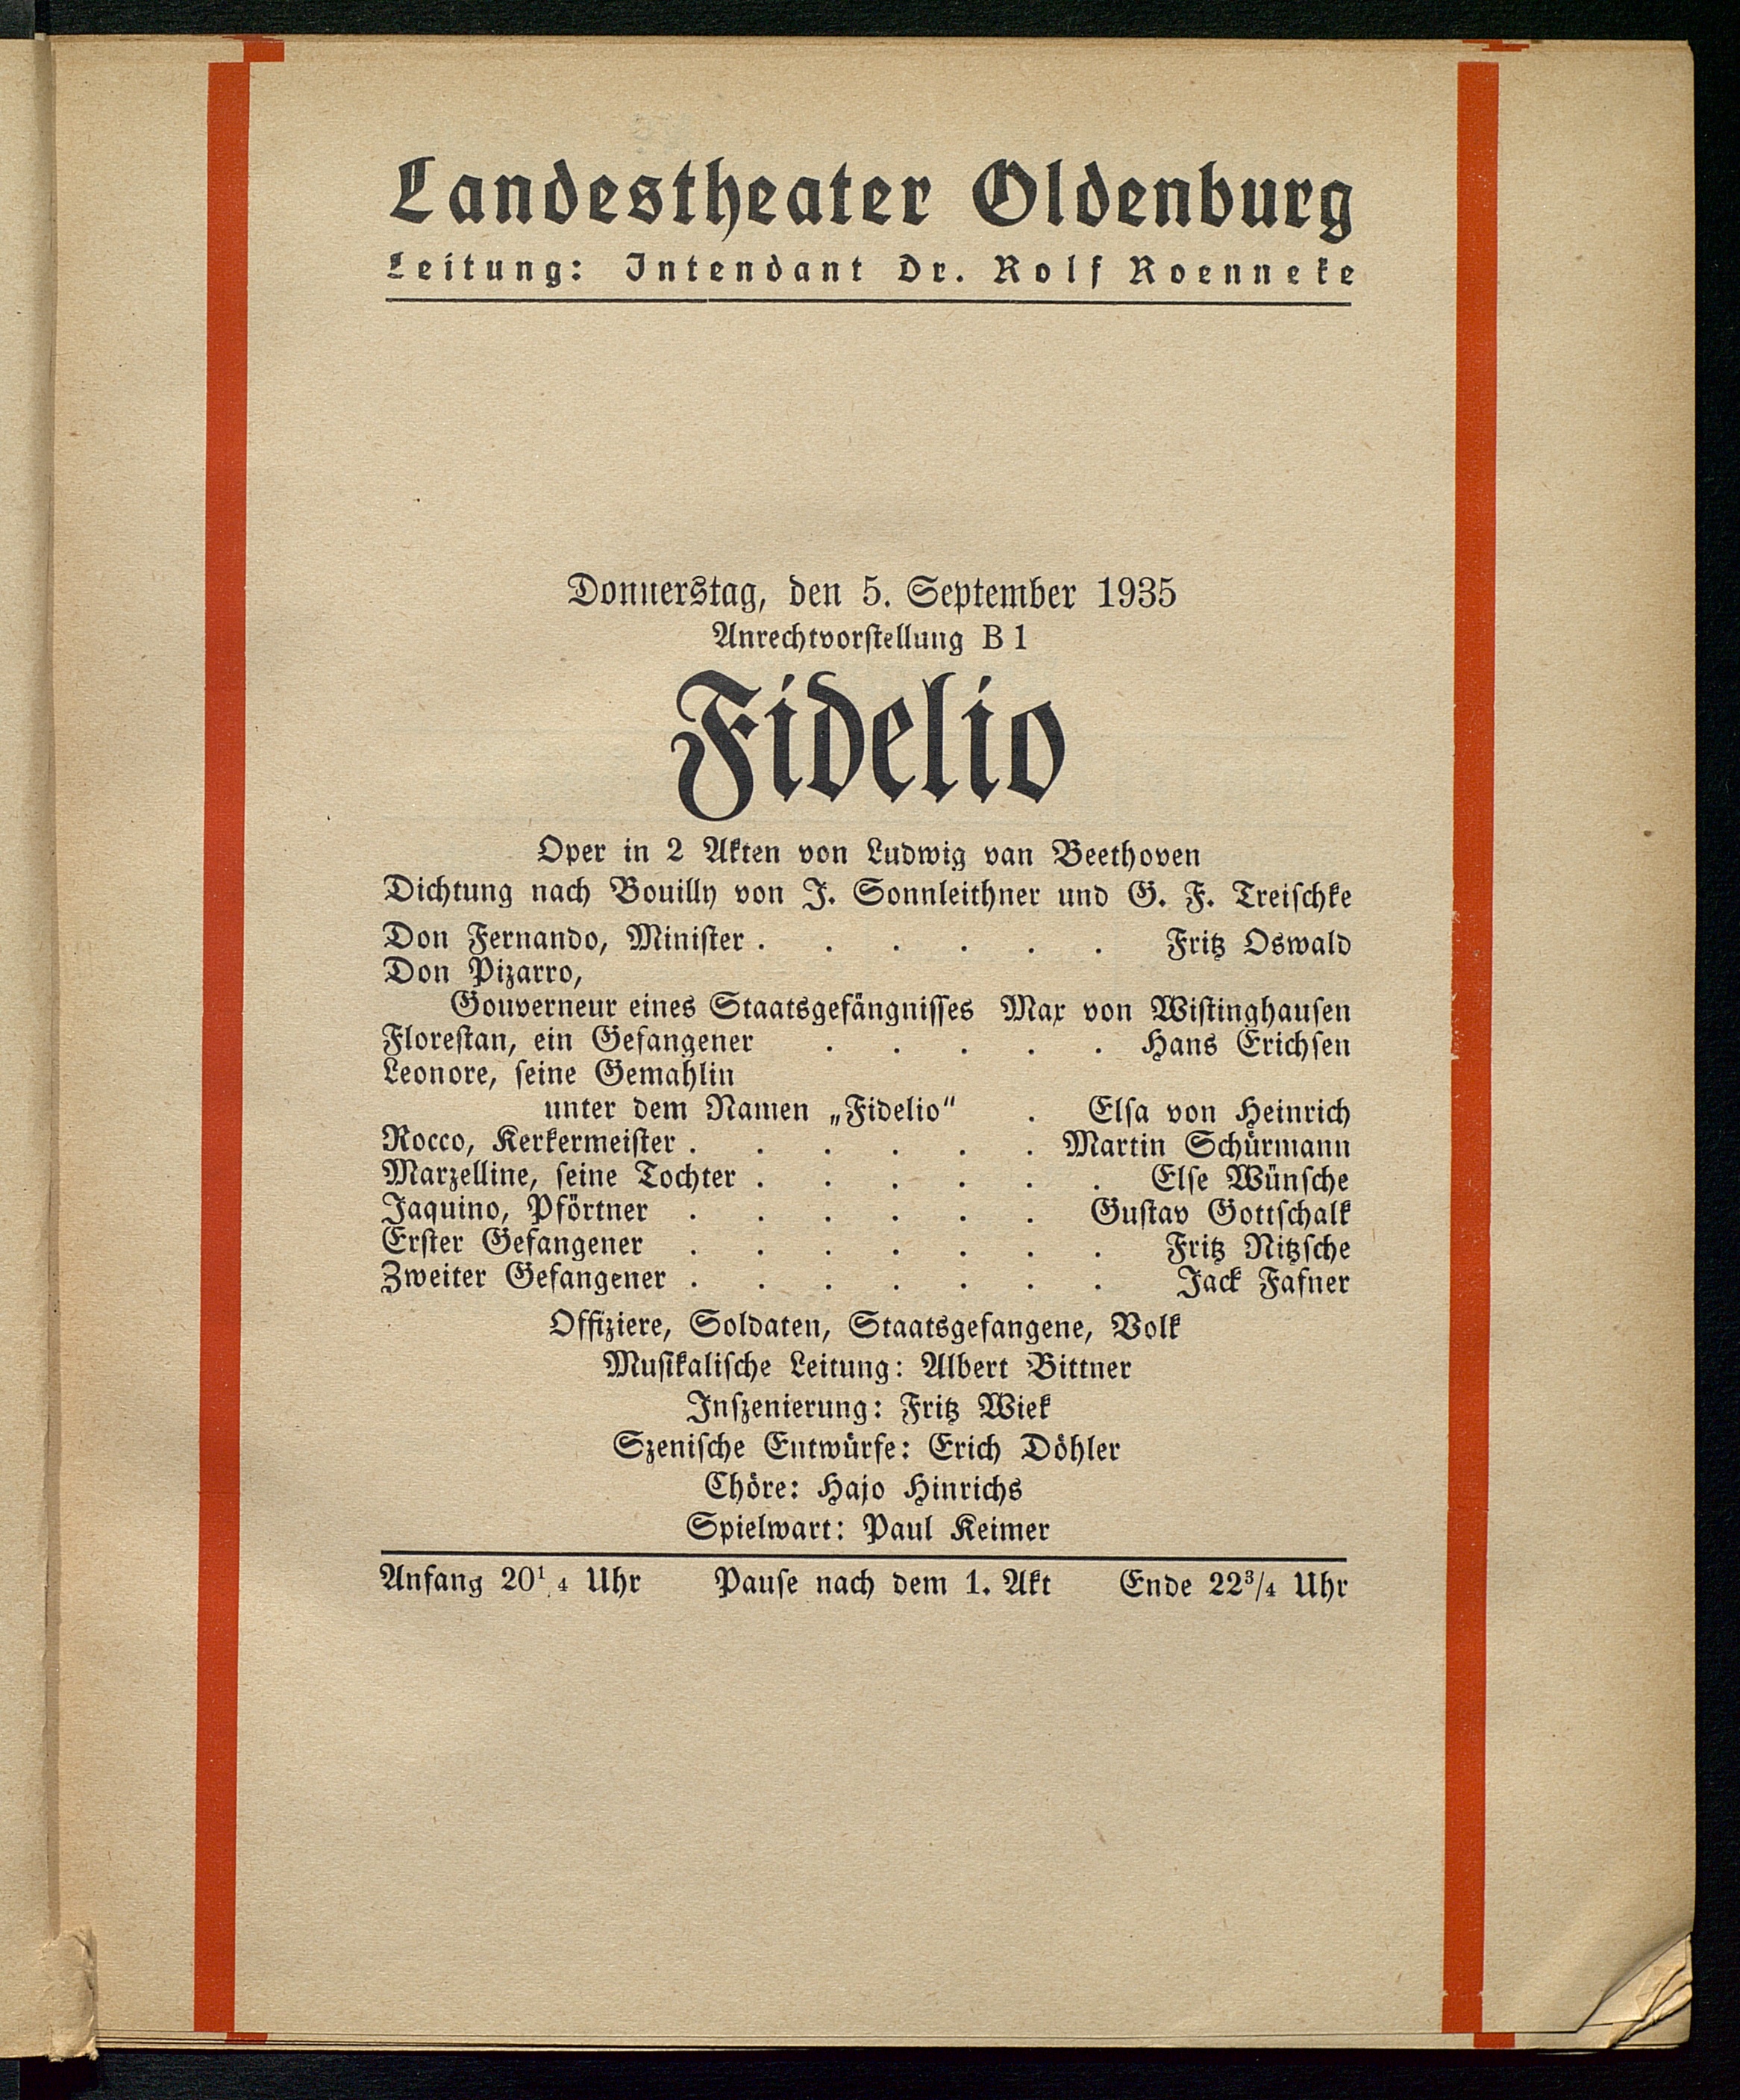 Landestheater Oldenburg
Leitung: Intendant Dr. Rolf Roenneke
Donnerstag, den 5. September 1935
Anrechtvorstellung B 1
Fidelio
Oper in 2 Akten von Ludwig van Beethoven
Dichtung nach Bouilly von J. Sonnleithner und G. F. Treischke
Don Fernando, Minister . . . . . . Fritz Oswald
Don Pizarro,
Gouverneur eines Staatsgefängnisses Max von Wistinghausen
Florestan, ein Gefangener . . . . . Hans Erichsen
Leonore, seine Gemahlin
unter dem Namen „Fidelio“ . Elsa von Heinrich
Rocco, Kerkermeister . . . . . . Martin Schürmann
Marzelline, seine Tochter . . . . . . Else Wünsche
Jaquino, Pförtner . . . . . . Gustav Gottschalk
Erster Gefangener . . . . . . . Fritz Nitzsche
Zweiter Gefangener . . . . . . . Jack Fafner
Offiziere, Soldaten, Staatsgefangene, Volk
Musikalische Leitung: Albert Bittner
Inszenierung: Fritz Wiek
Szenische Entwürfe: Erich Döhler
Chöre: Hajo Hinrichs
Spielwart: Paul Keimer
Anfang 20¹/₄ Uhr Pause nach dem 1. Akt Ende 22³/₄ Uhr